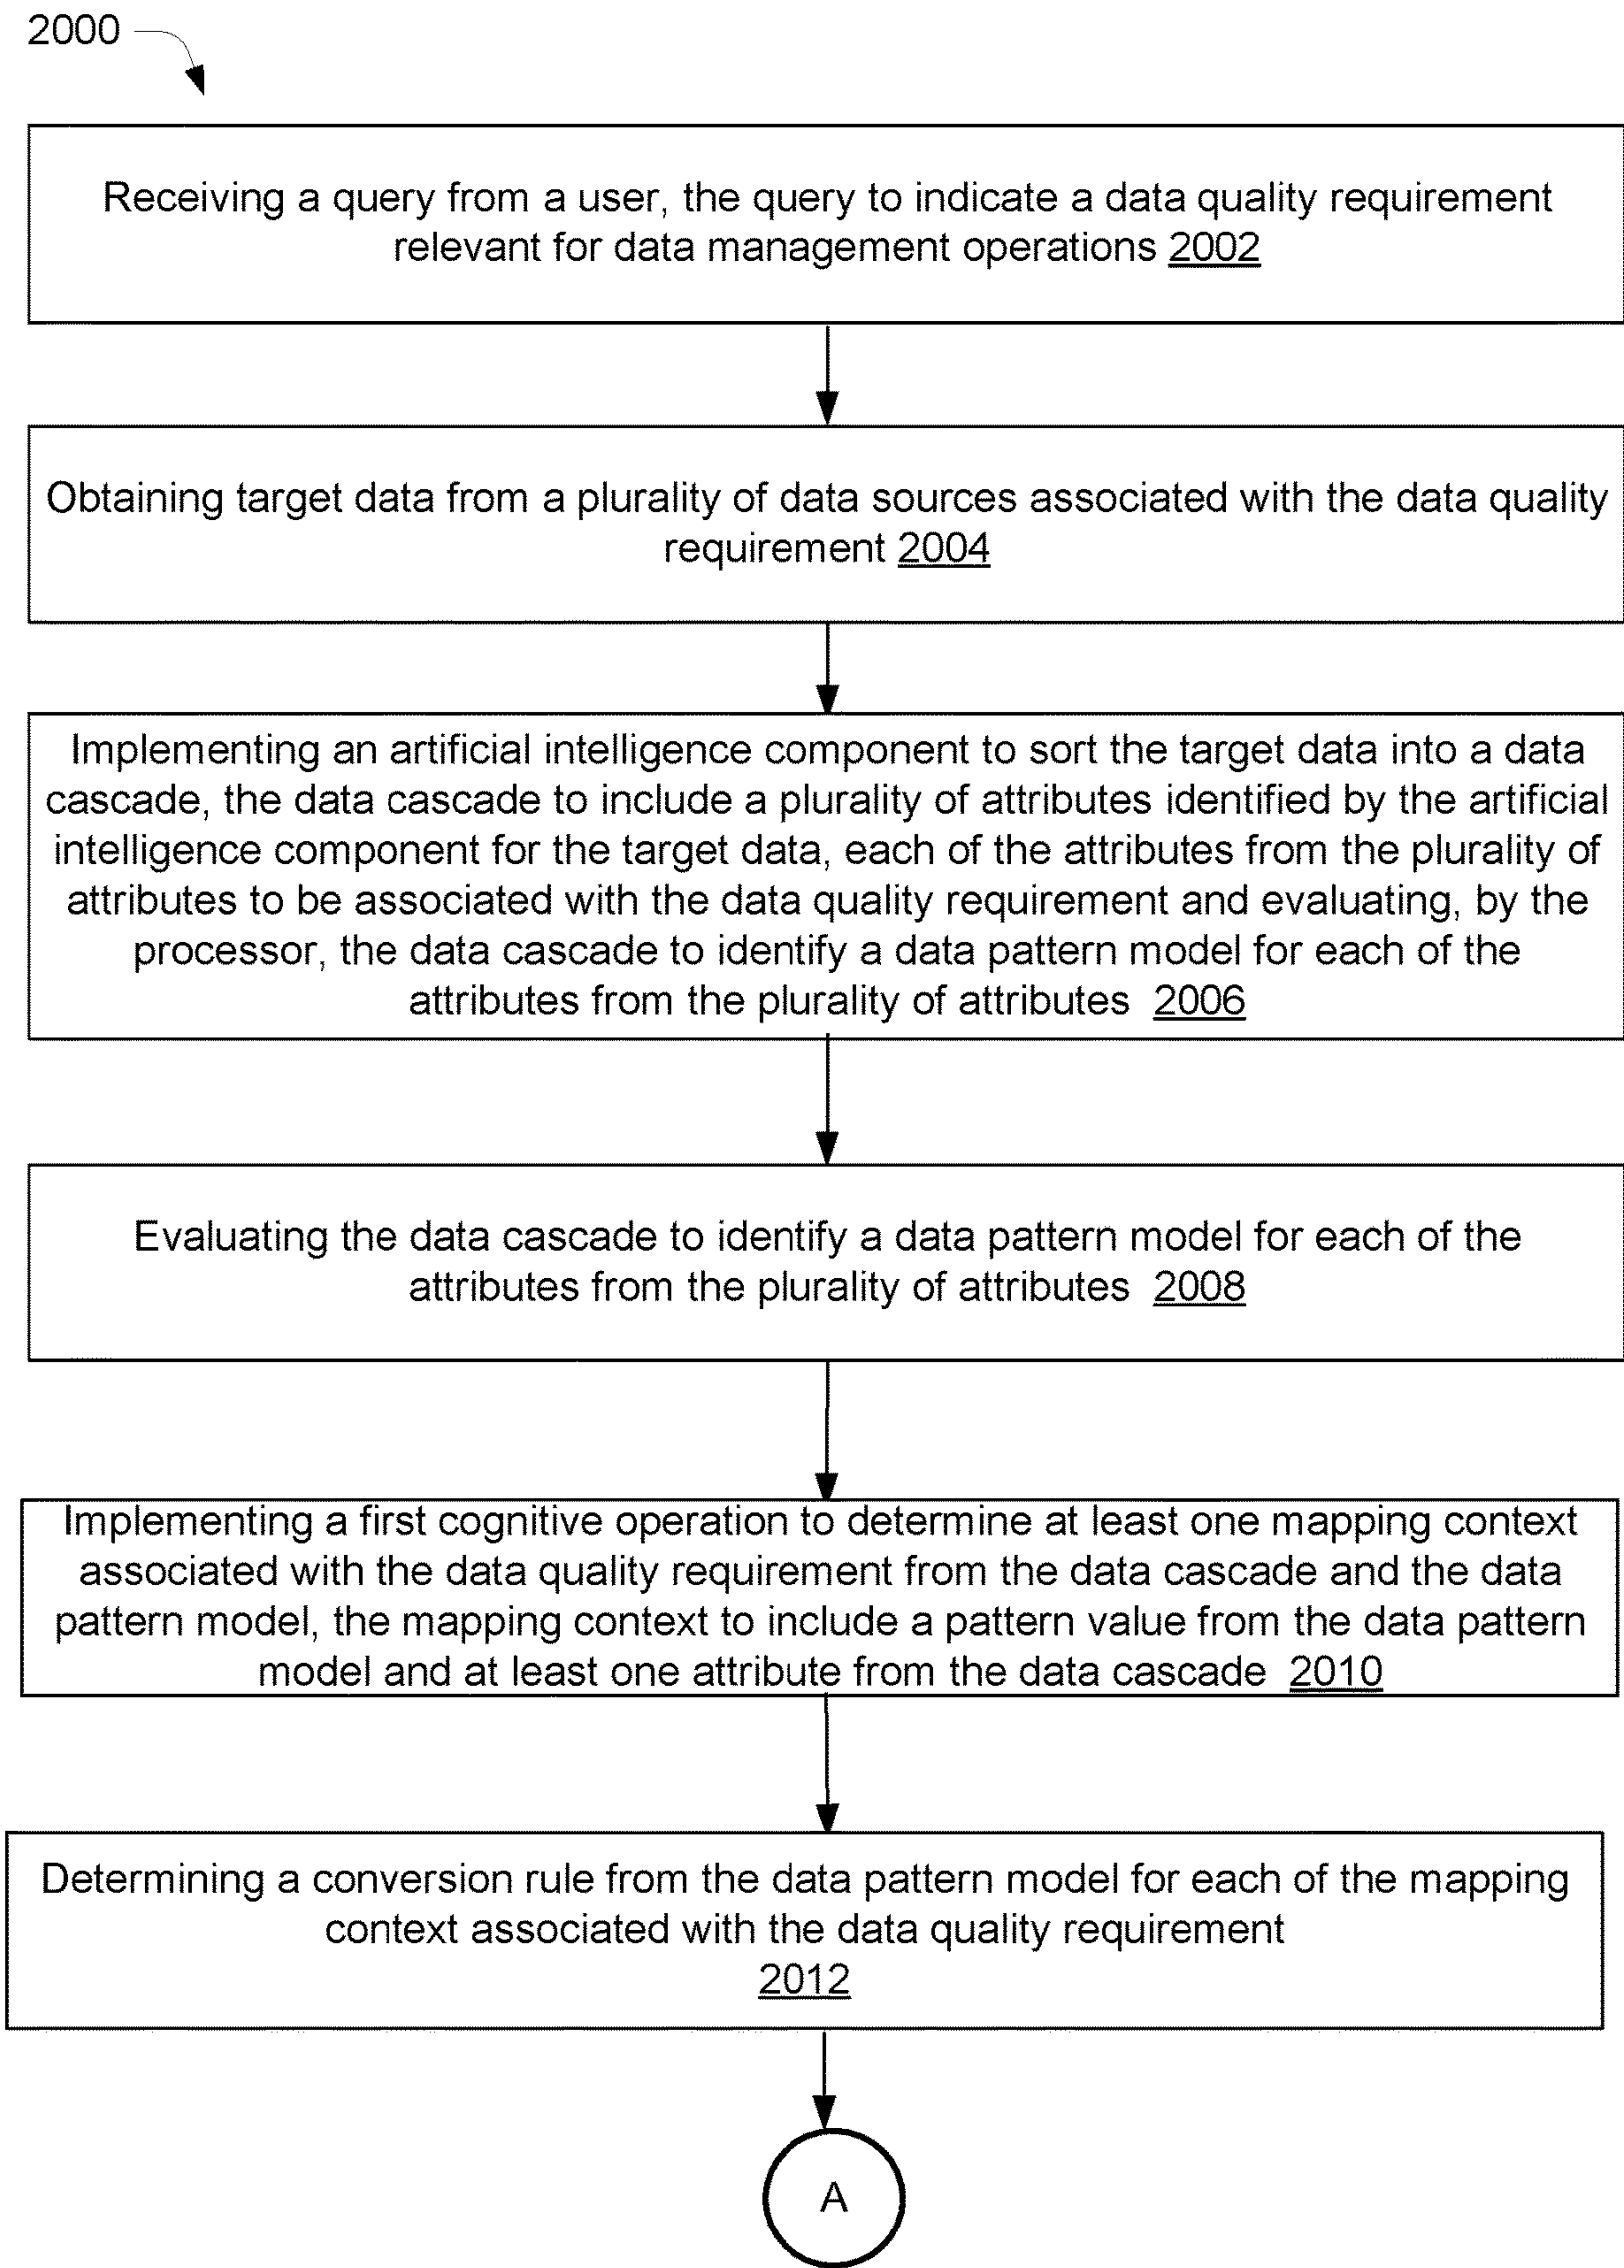 2000
Receiving a query from a user, the query to indicate a data quality requirement
relevant for data management operations 2002
Obtaining target data from a plurality of data sources associated with the data quality
requirement 2004
Implementing an artificial intelligence component to sort the target data into a data
cascade, the data cascade to include a plurality of attributes identified by the artificial
intelligence component for the target data, each of the attributes from the plurality of
attributes to be associated with the data quality requirement and evaluating, by the
processor, the data cascade to identify a data pattern model for each of the
attributes from the plurality of attributes 2006
Evaluating the data cascade to identify a data pattern model for each of the
attributes from the plurality of attributes 2008
Implementing a first cognitive operation to determine at least one mapping context
associated with the data quality requirement from the data cascade and the data
pattern model, the mapping context to include a pattern value from the data pattern
model and at least one attribute from the data cascade 2010
Determining a conversion rule from the data pattern model for each of the mapping
context associated with the data quality requirement
2012
A